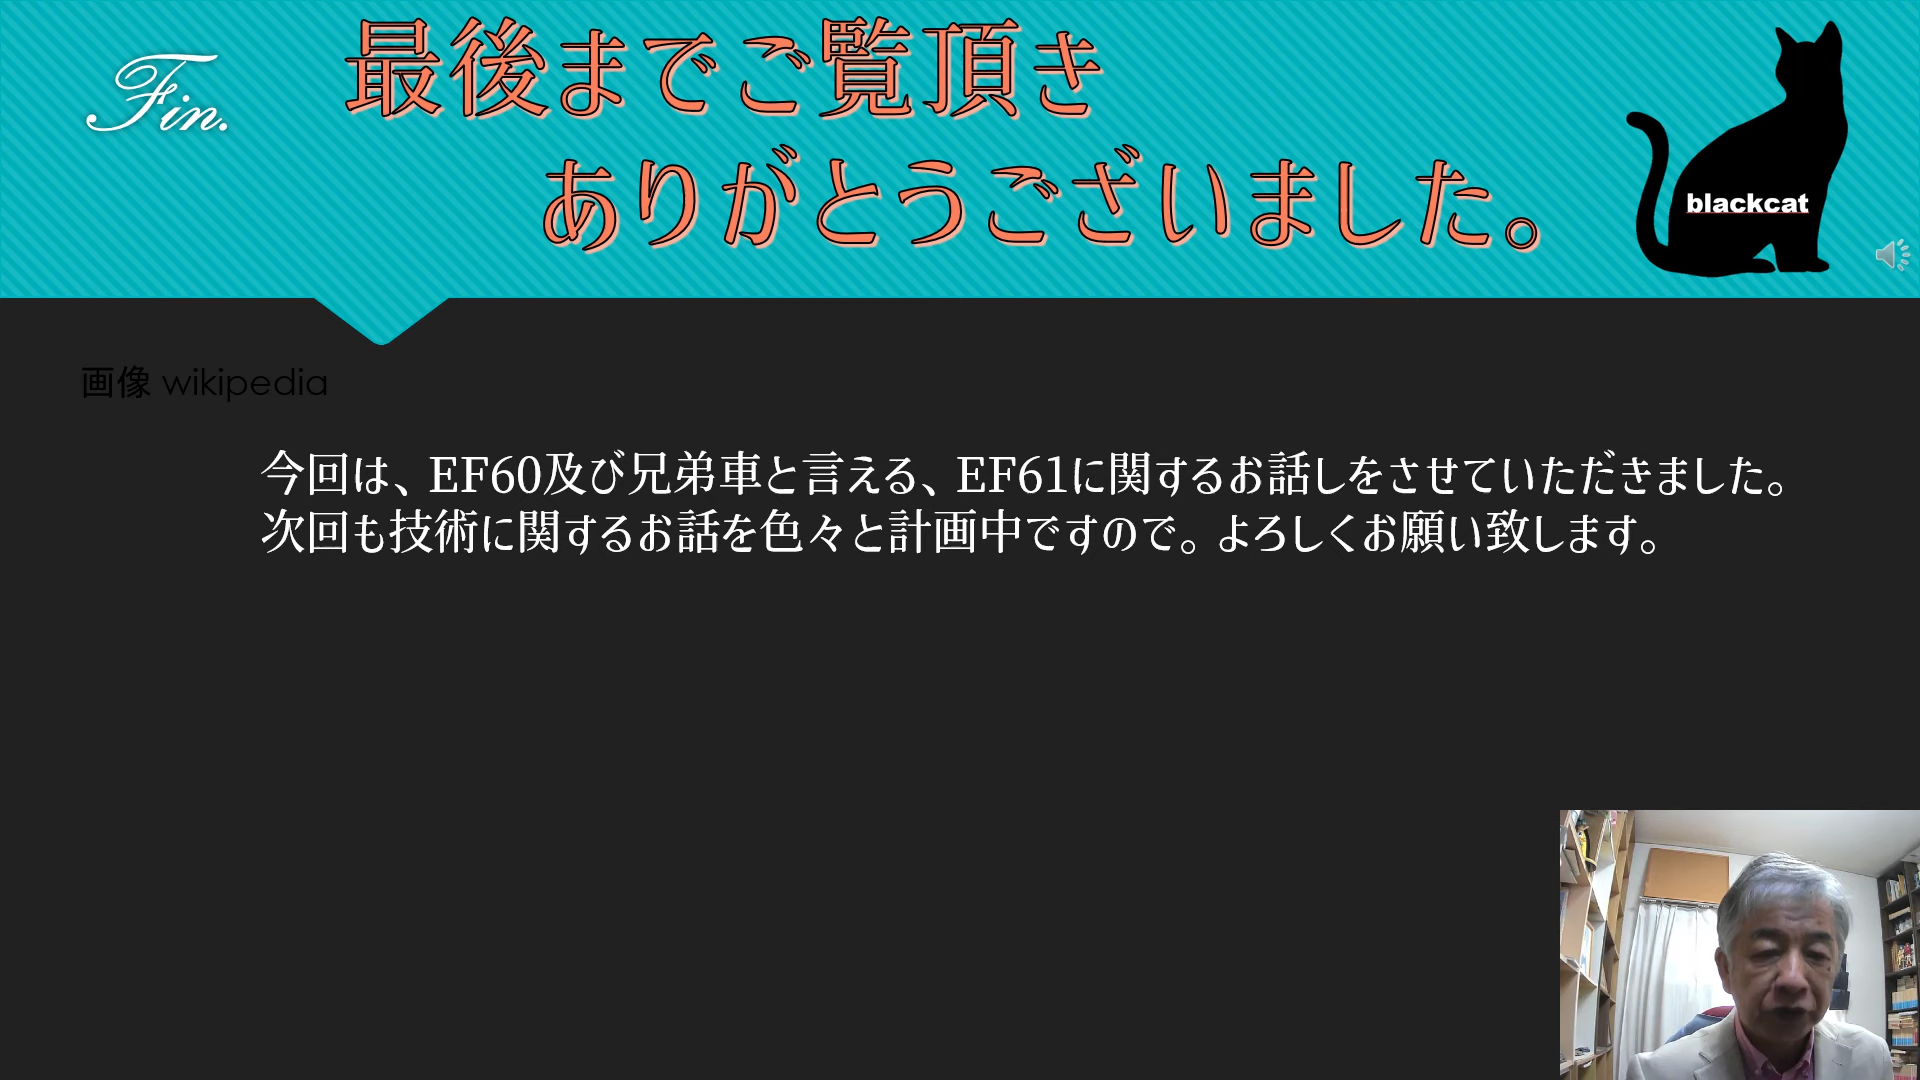 Fin.
最後までご覧頂き
ありがとうございました。
blackcat
画像 wikipedia
今回は、EF60及び兄弟車と言える、EF61に関するお話しをさせていただきました。
次回も技術に関するお話を色々と計画中ですので。よろしくお願い致します。